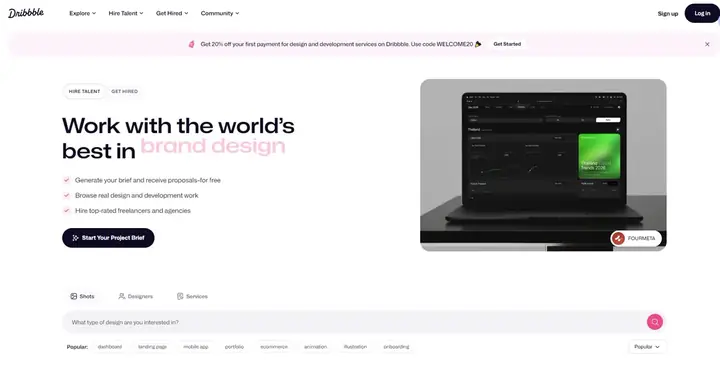 Dribbble
Explore
Hire Talent
Get Hired
Community
Sign up
Log in
Get 20% off your first payment for design and development services on Dribbble. Use code WELCOME20
Get Started
HIRE TALENT
GET HIRED
Work with the world's
best in brand design
Generate your brief and receive proposals–for free
Browse real design and development work
Hire top-rated freelancers and agencies
Start Your Project Brief
FOURMETA
Shots
Designers
Services
What type of design are you interested in?
Popular:
dashboard
landing page
mobile app
portfolio
ecommerce
animation
illustration
onboarding
Popular